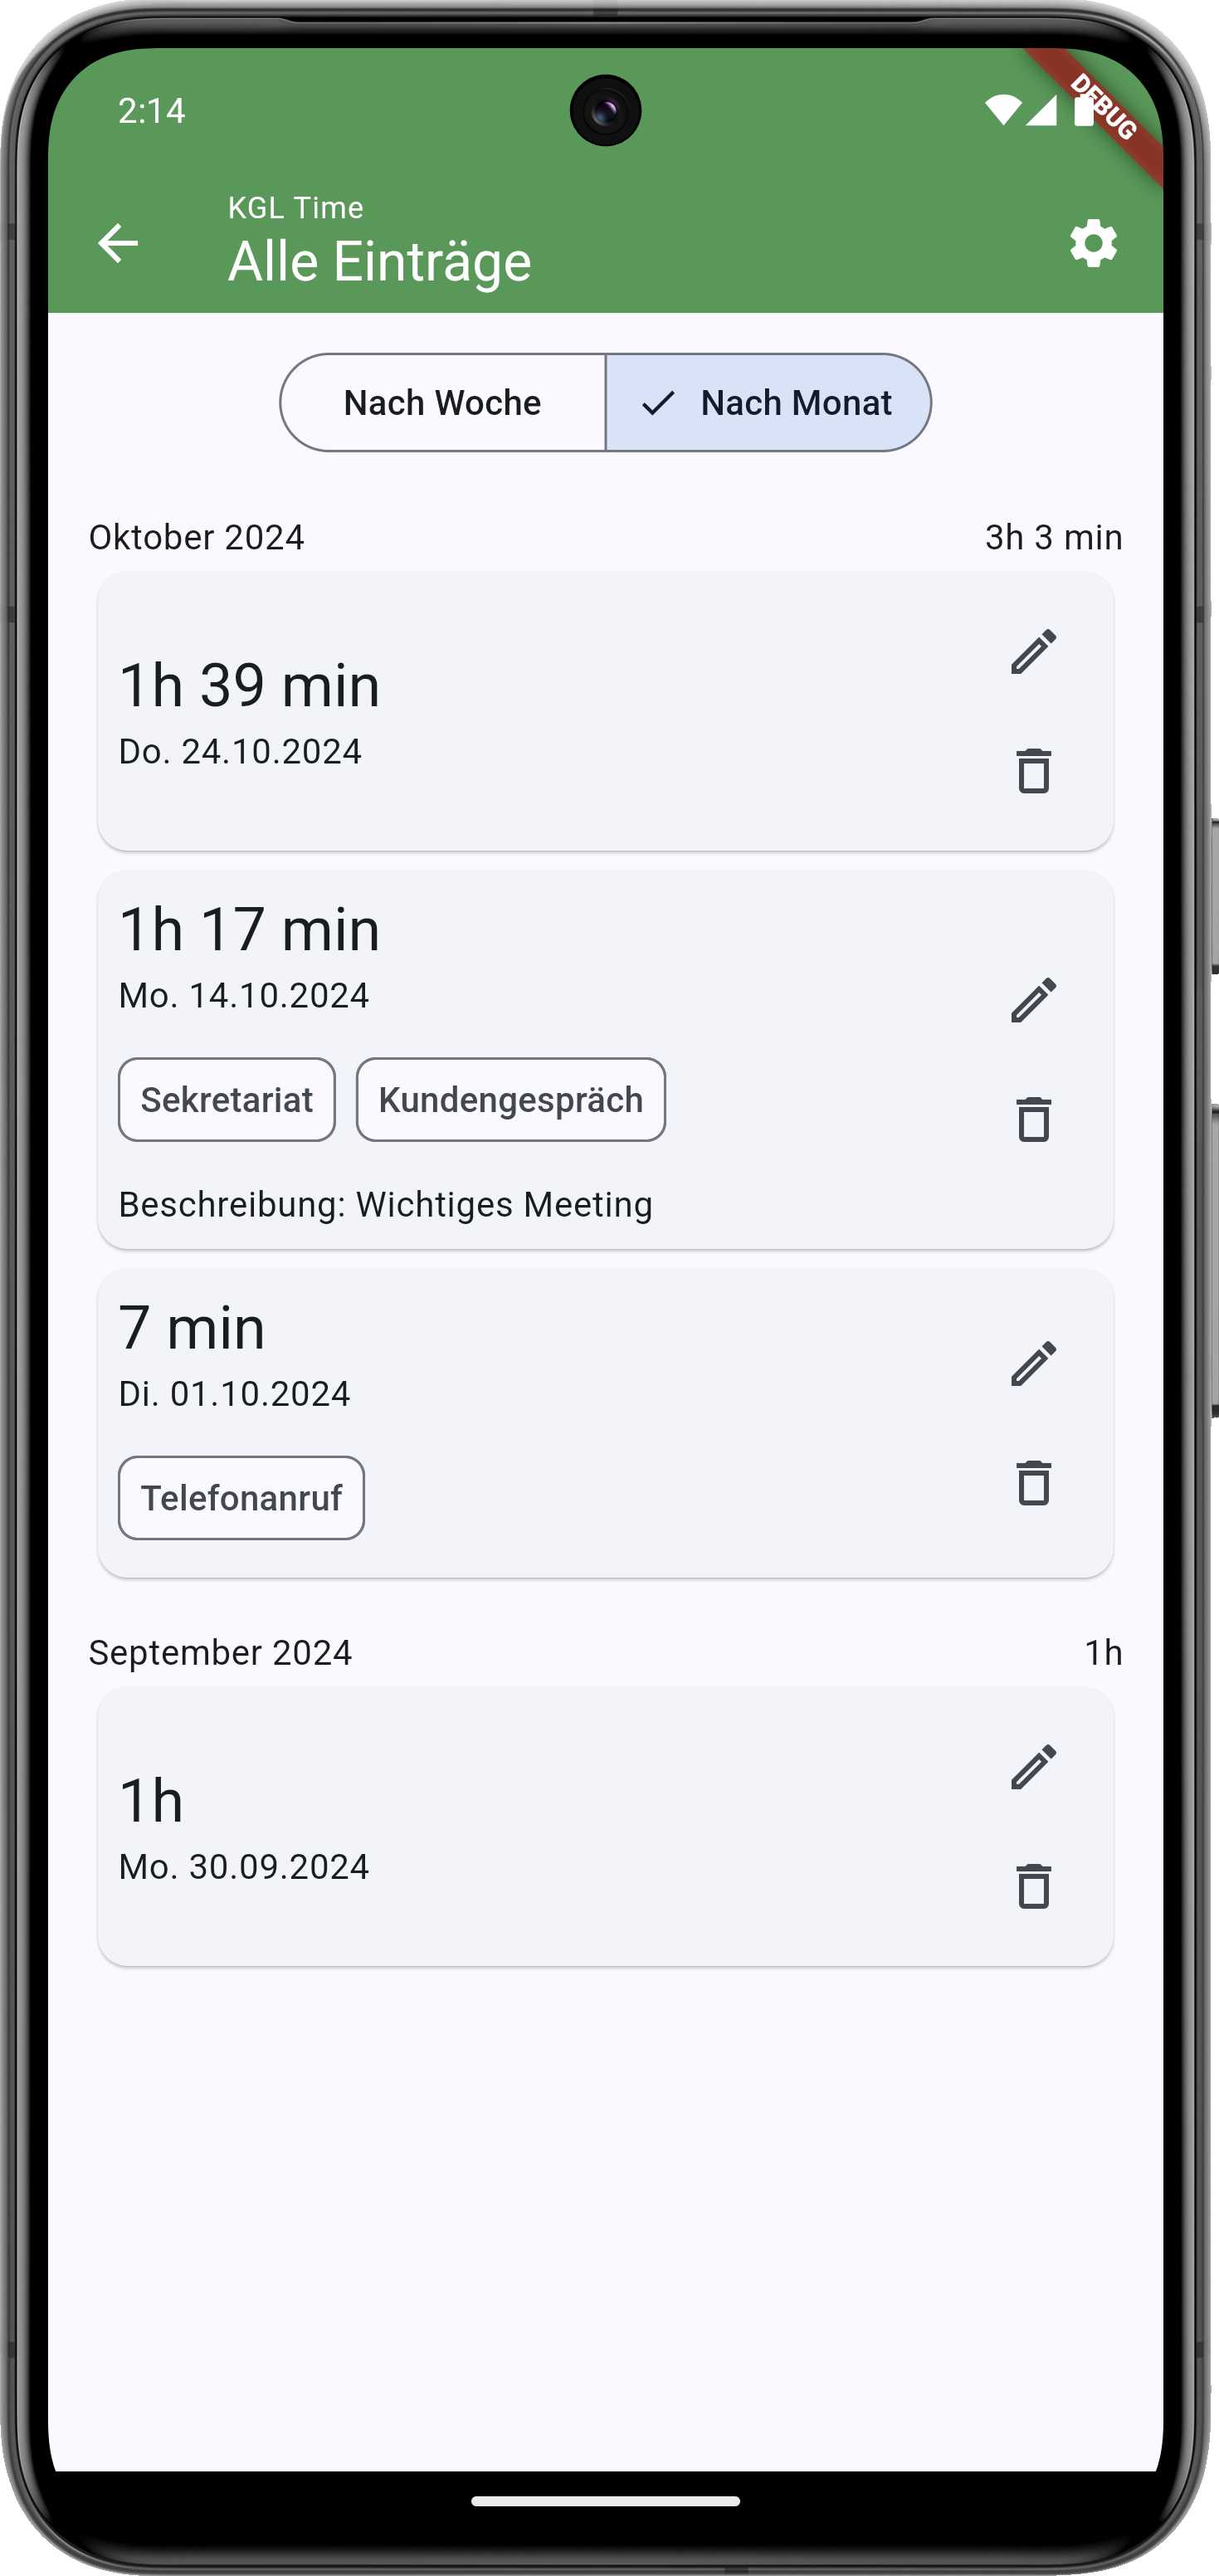 2:14
DEBUG
KGL Time
Alle Einträge
Nach Woche
Nach Monat
Oktober 2024 3h 3 min
1h 39 min
Do. 24.10.2024
1h 17 min
Mo. 14.10.2024
Sekretariat Kundengespräch
Beschreibung: Wichtiges Meeting
7 min
Di. 01.10.2024
Telefonanruf
September 2024 1h
1h
Mo. 30.09.2024